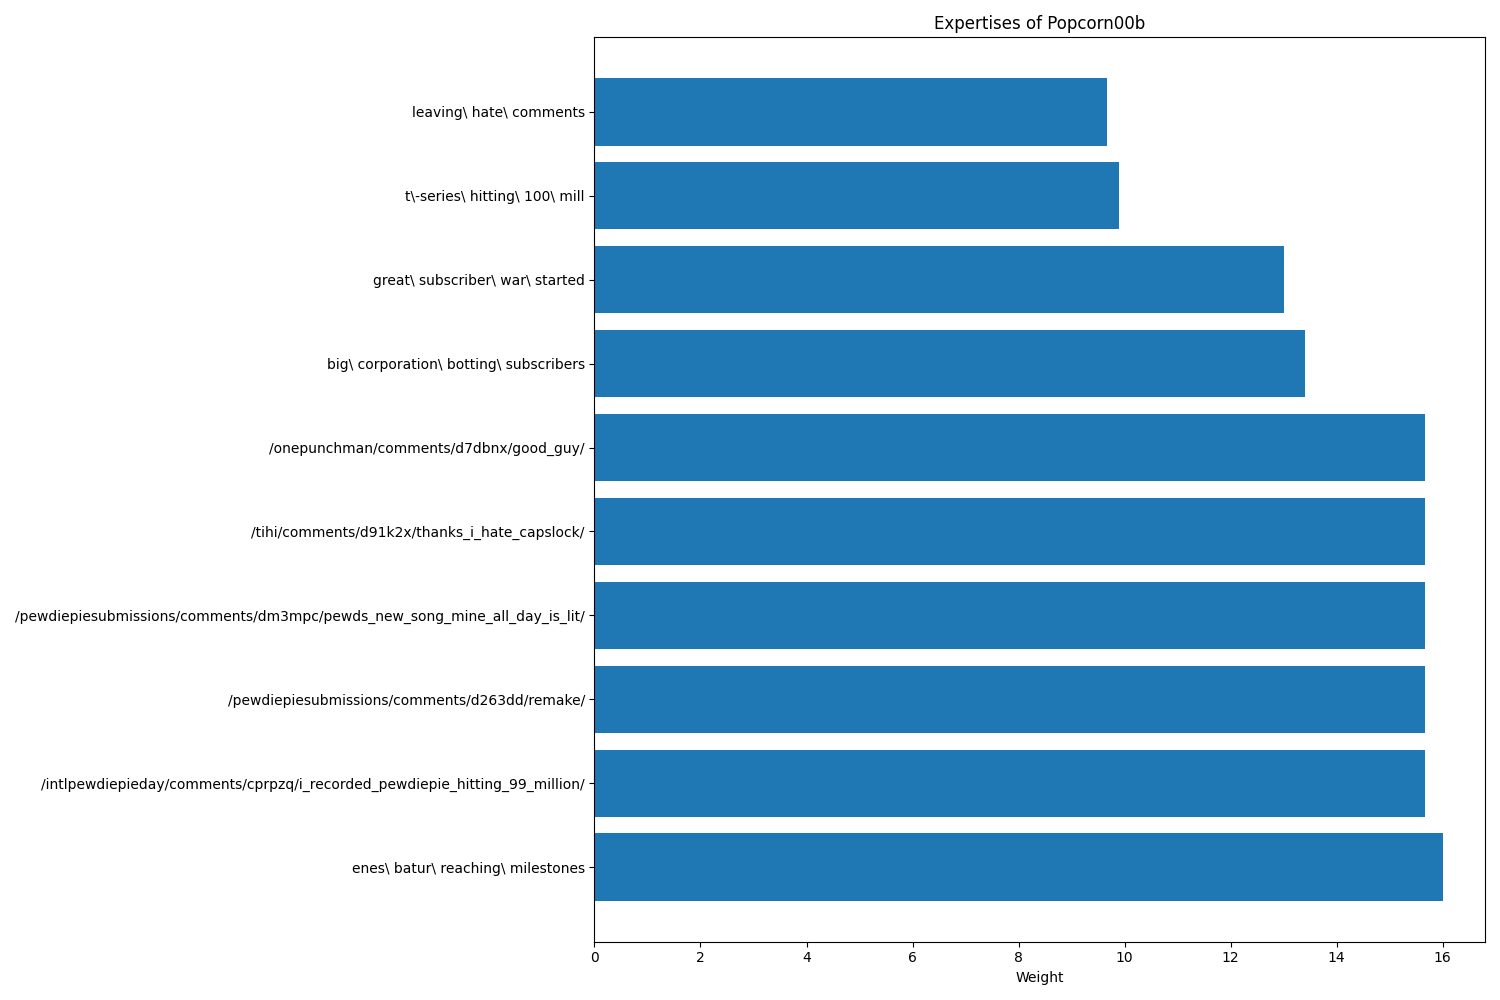 Expertises of Popcorn00b
leaving\ hate\ comments
t\-series\ hitting\ 100\ mill
great\ subscriber\ war\ started
big\ corporation\ botting\ subscribers
/onepunchman/comments/d7dbnx/good_guy/
/tihi/comments/d91k2x/thanks_i_hate_capslock/
/pewdiepiesubmissions/comments/dm3mpc/pewds_new_song_mine_all_day_is_lit/
/pewdiepiesubmissions/comments/d263dd/remake/
/intlpewdiepieday/comments/cprpzq/i_recorded_pewdiepie_hitting_99_million/
enes\ batur\ reaching\ milestones
0 2 4 6 8 10 12 14 16
Weight